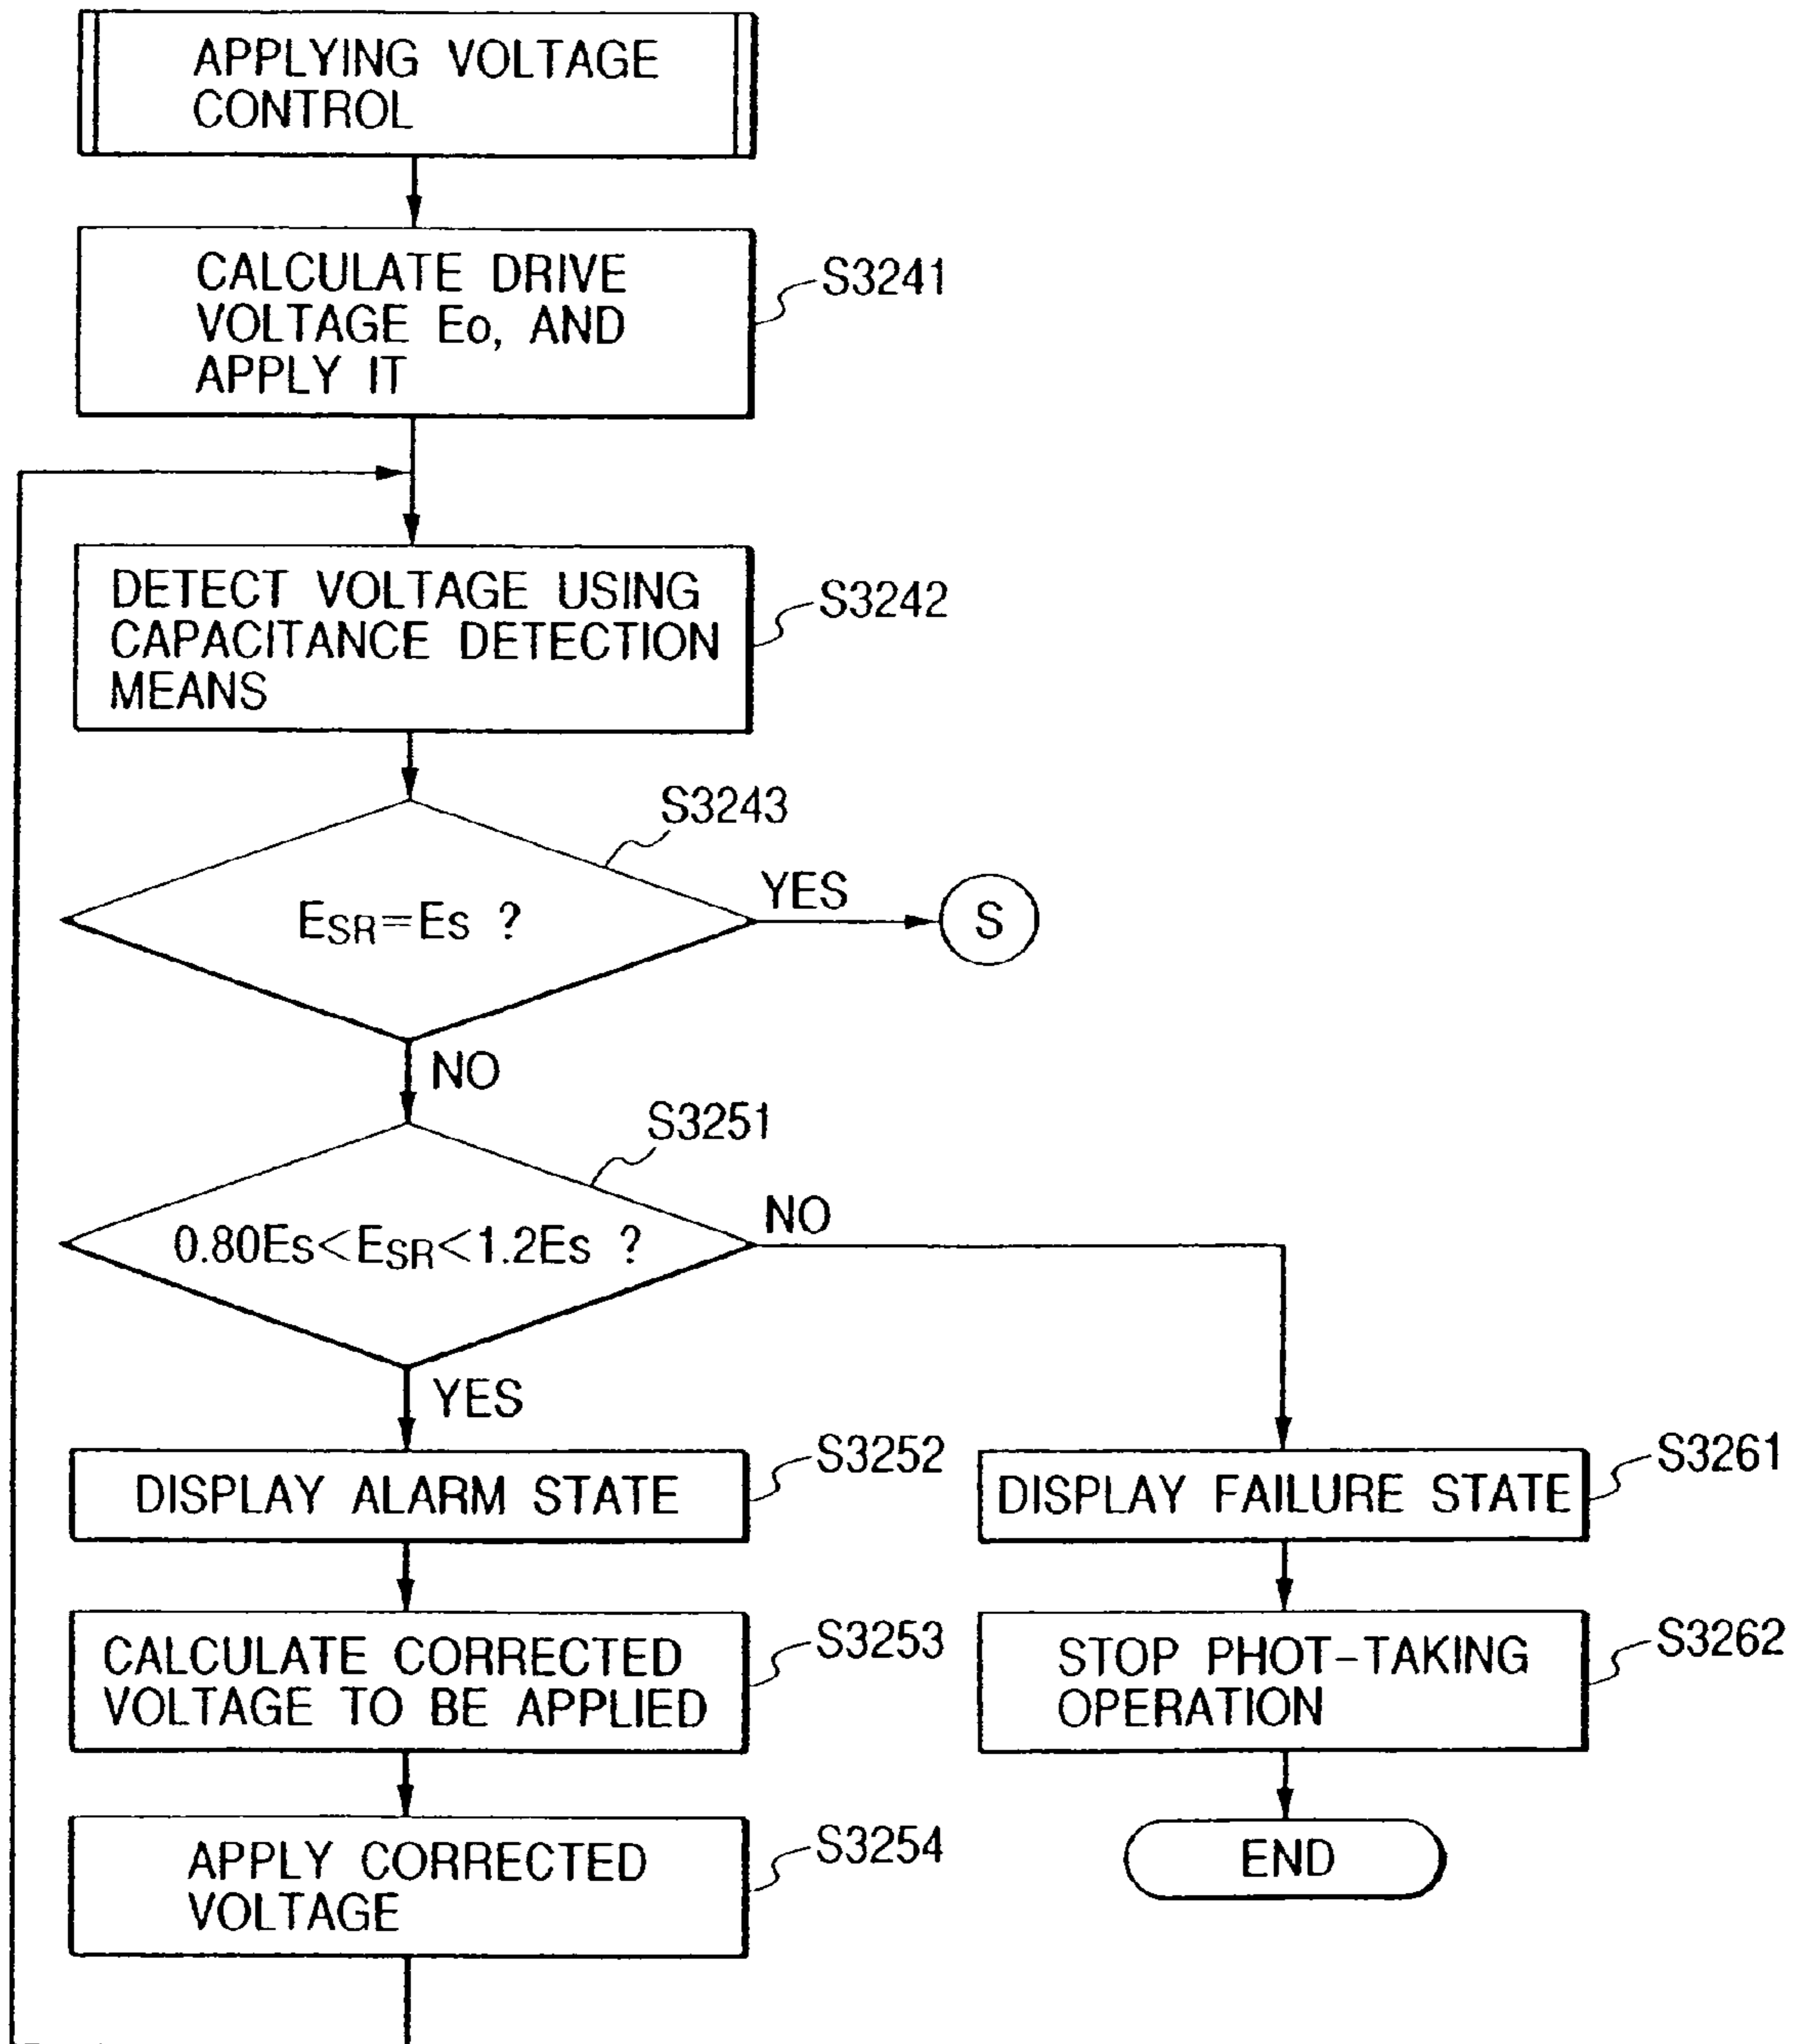 APPLYING VOLTAGE
CONTROL
CALCULATE DRIVE
VOLTAGE Eo, AND
APPLY IT
S3241
DETECT VOLTAGE USING
CAPACITANCE DETECTION
MEANS
S3242
S3243
ESR=Es ?
YES
S
NO
S3251
0.80Es<ESR<1.2Es ?
NO
YES
DISPLAY ALARM STATE
S3252
DISPLAY FAILURE STATE
S3261
CALCULATE CORRECTED
VOLTAGE TO BE APPLIED
S3253
STOP PHOT-TAKING
OPERATION
S3262
APPLY CORRECTED
VOLTAGE
S3254
END